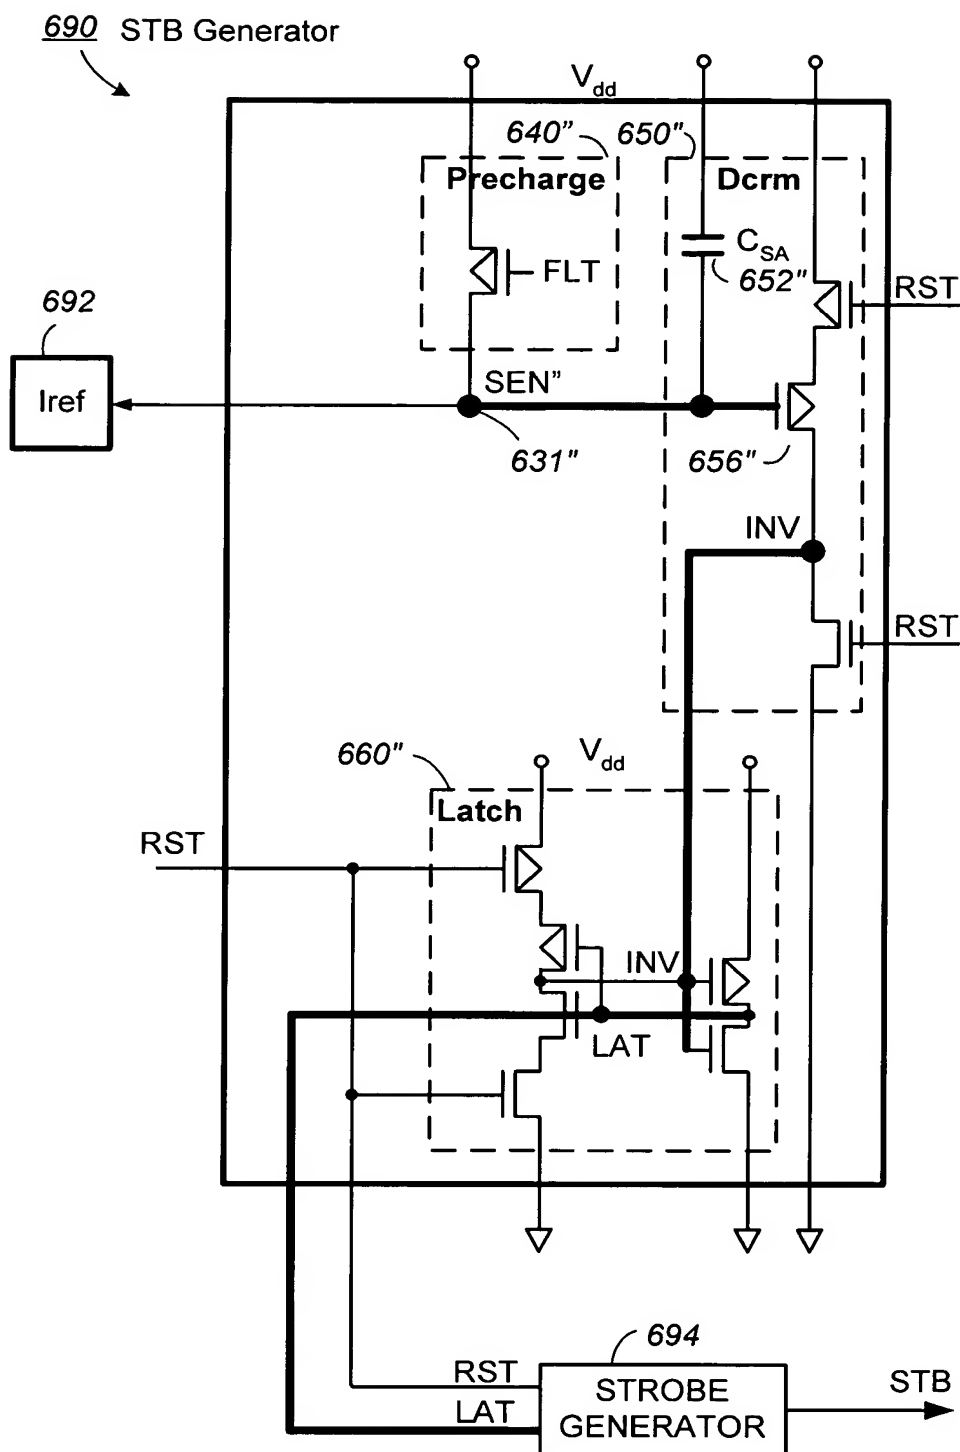 690 STB Generator
Vdd
640"
650"
Precharge
Dcrm
CSA
652"
FLT
RST
692
Iref
SEN"
631"
656"
INV
RST
660"
Vdd
Latch
RST
INV
LAT
694
RST
LAT
STROBE
GENERATOR
STB